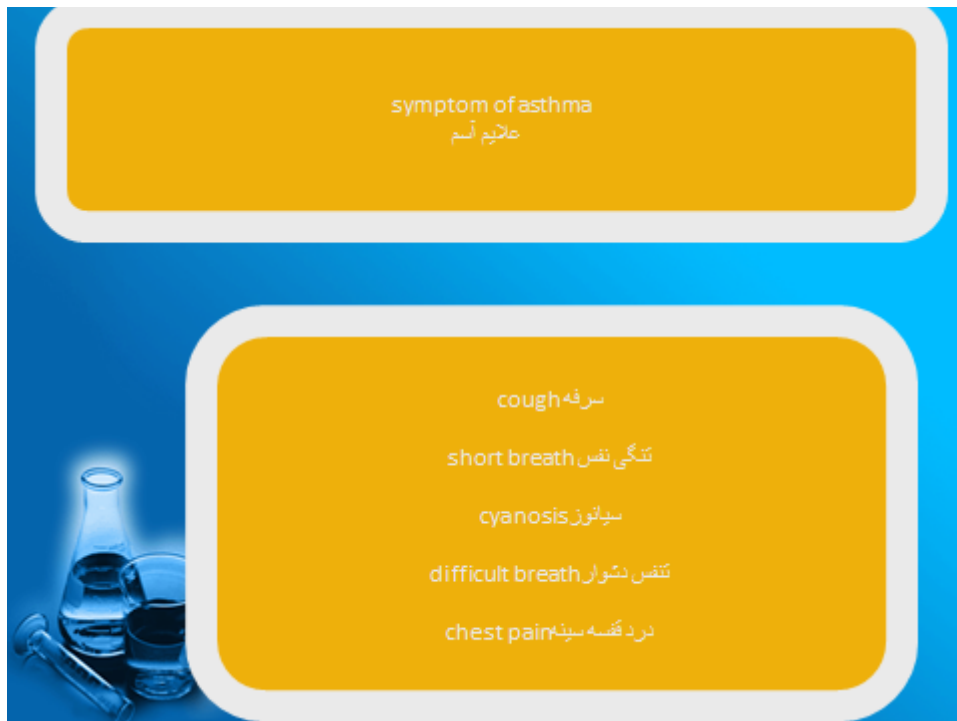 symptom of asthma
علایم آسم
cough سرفه
short breath تنگی نفس
cyanosis سیانوز
difficult breath تنفس دشوار
chest pain درد قفسه سینه